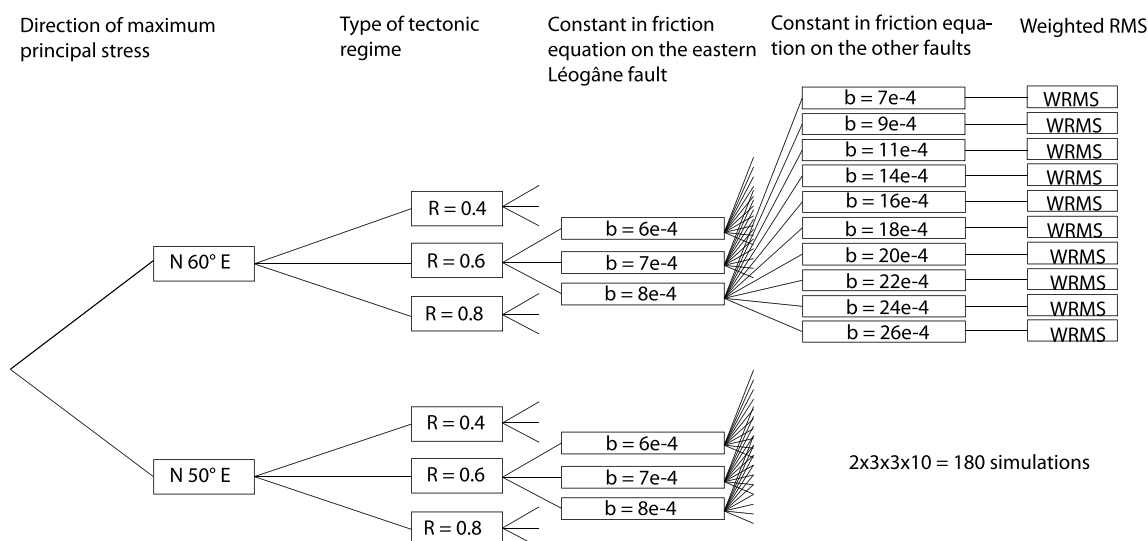 Direction of maximum
principal stress
Type of tectonic
regime
Constant in friction
equation on the eastern
Léogâne fault
Constant in friction equa-
tion on the other faults
Weighted RMS
b = 7e-4
WRMS
b = 9e-4
WRMS
b = 11e-4
WRMS
b = 14e-4
WRMS
b = 16e-4
WRMS
b = 18e-4
WRMS
b = 20e-4
WRMS
b = 22e-4
WRMS
b = 24e-4
WRMS
b = 26e-4
WRMS
N 60° E
R = 0.4
R = 0.6
R = 0.8
b = 6e-4
b = 7e-4
b = 8e-4
N 50° E
R = 0.4
R = 0.6
R = 0.8
b = 6e-4
b = 7e-4
b = 8e-4
2x3x3x10 = 180 simulations